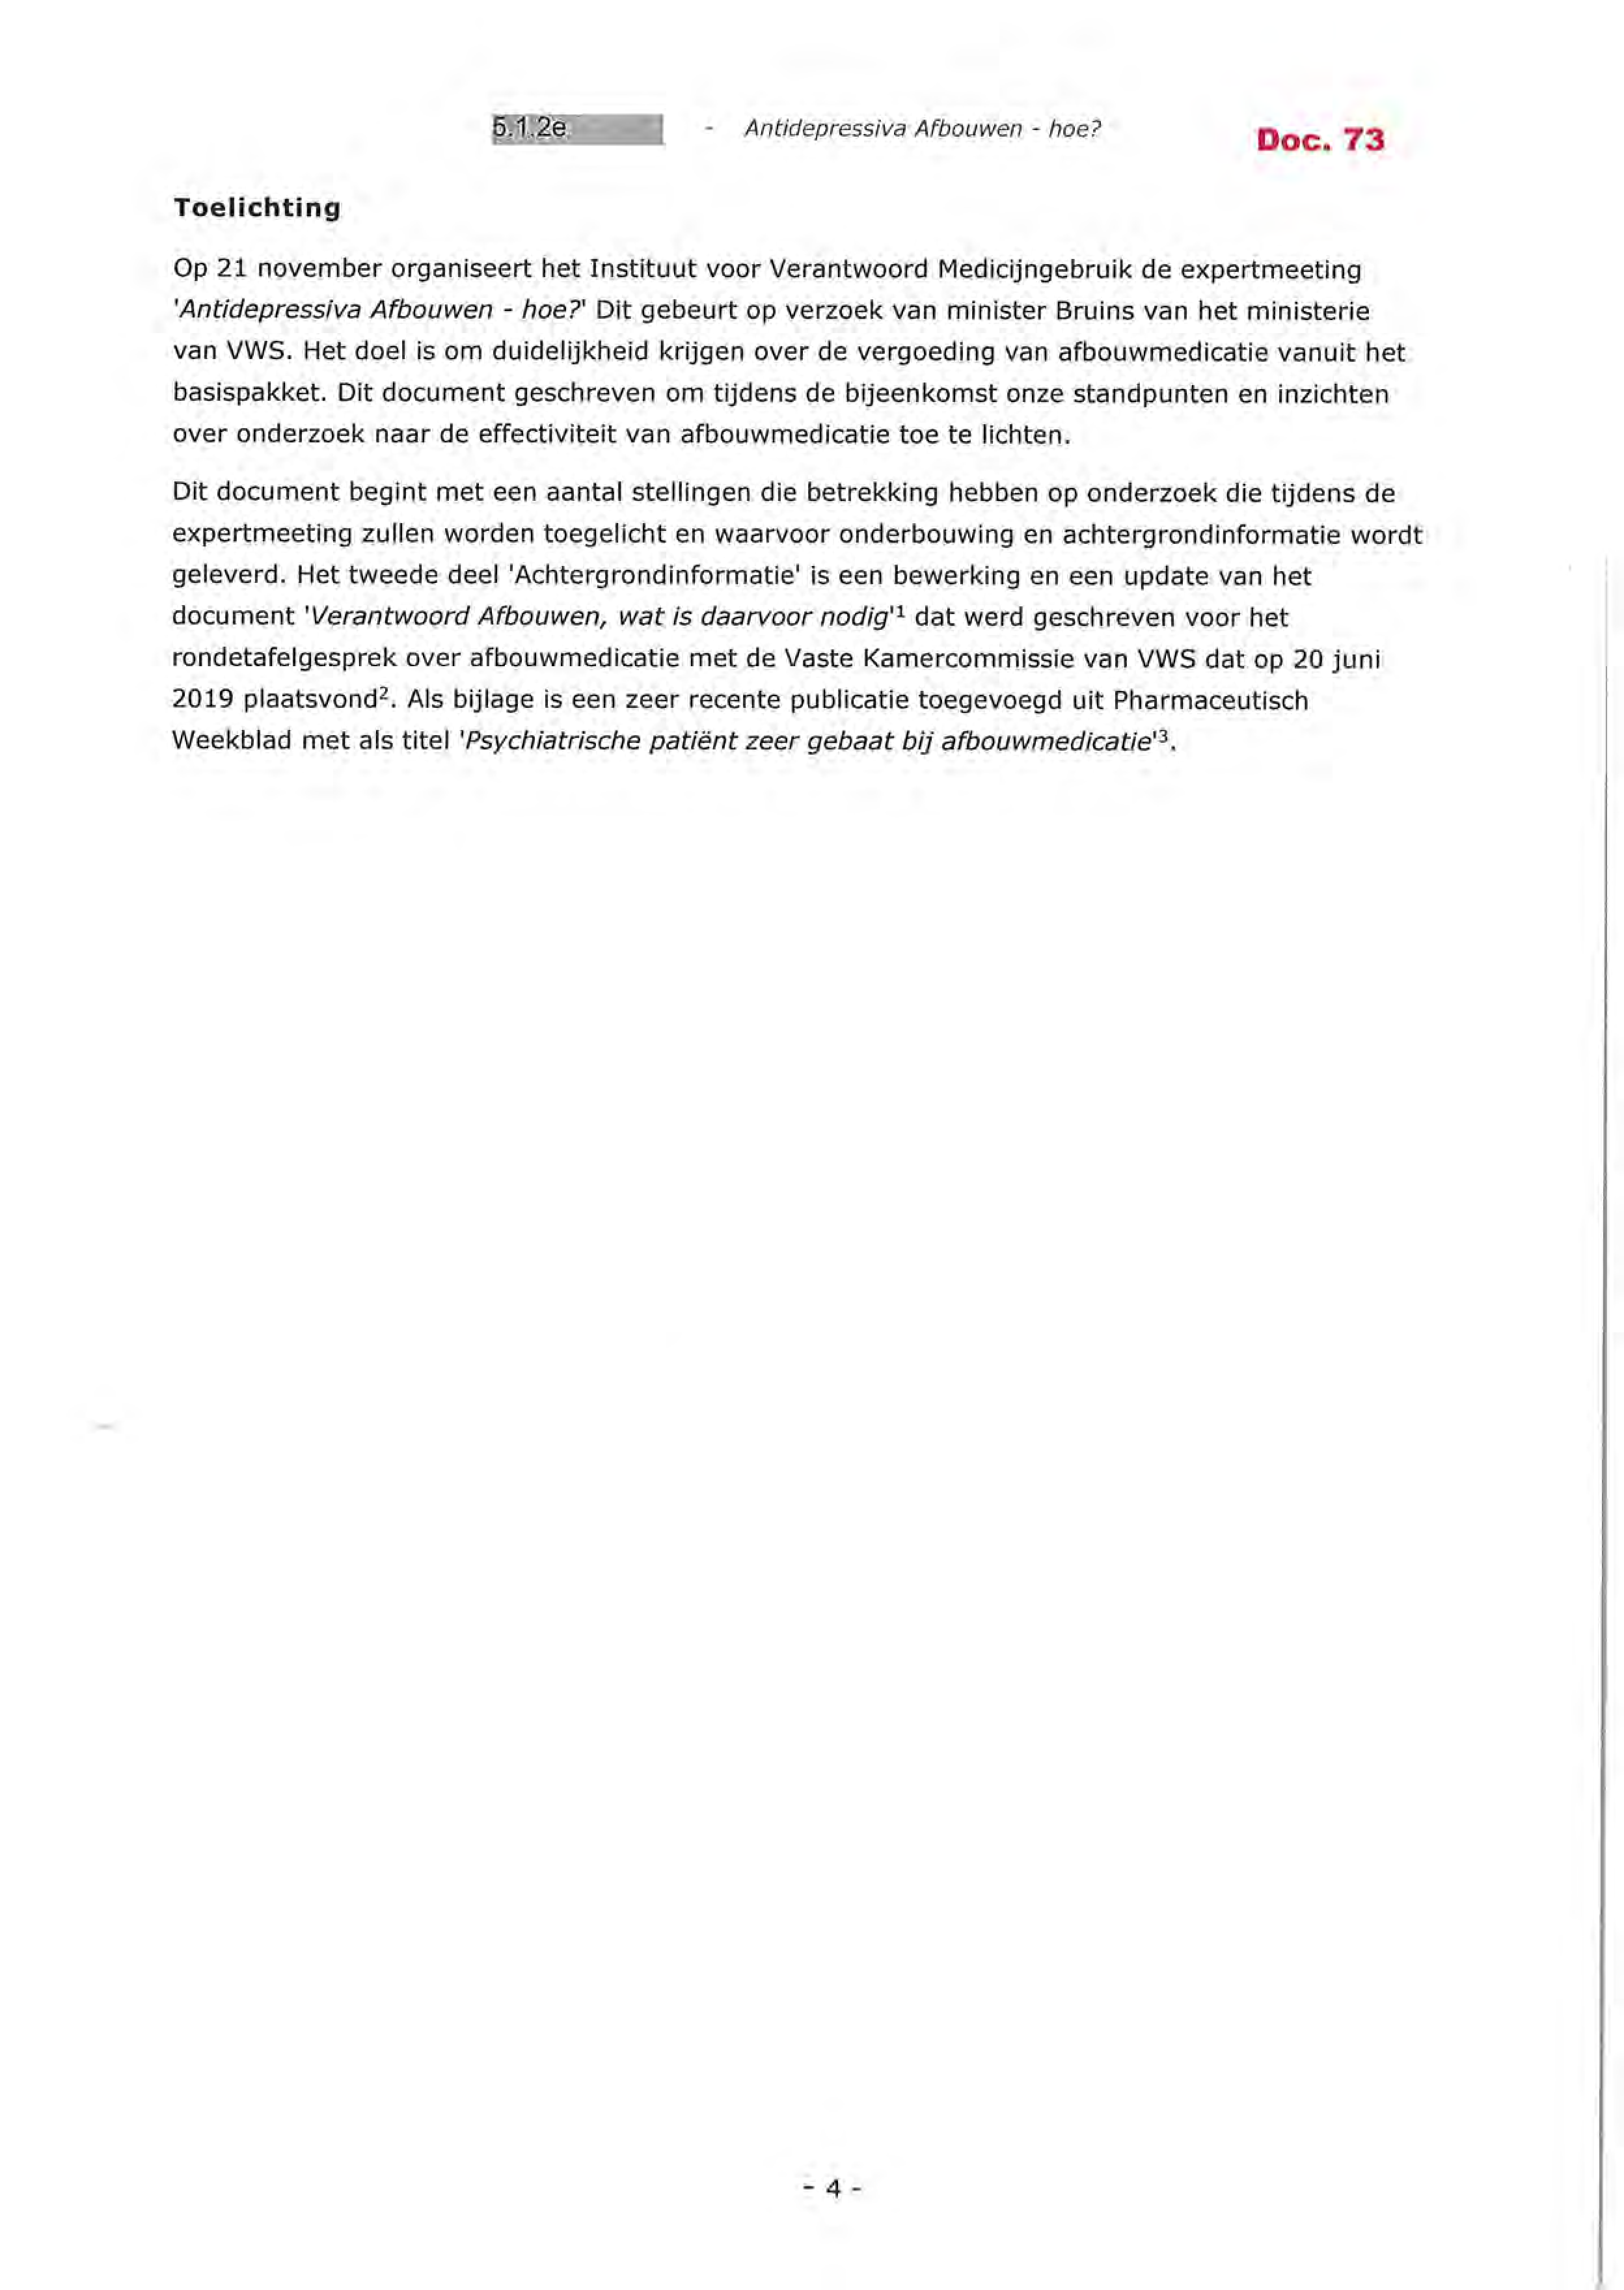 5.1.2e - Antidepressiva Afbouwen - hoe? Doc. 73
Toelichting
Op 21 november organiseert het Instituut voor Verantwoord Medicijngebruik de expertmeeting
'Antidepressiva Afbouwen - hoe?' Dit gebeurt op verzoek van minister Bruins van het ministerie
van VWS. Het doel is om duidelijkheid krijgen over de vergoeding van afbouwmedicatie vanuit het
basispakket. Dit document geschreven om tijdens de bijeenkomst onze standpunten en inzichten
over onderzoek naar de effectiviteit van afbouwmedicatie toe te lichten.
Dit document begint met een aantal stellingen die betrekking hebben op onderzoek die tijdens de
expertmeeting zullen worden toegelicht en waarvoor onderbouwing en achtergrondinformatie wordt
geleverd. Het tweede deel 'Achtergrondinformatie' is een bewerking en een update van het
document 'Verantwoord Afbouwen, wat is daarvoor nodig'¹ dat werd geschreven voor het
rondetafelgesprek over afbouwmedicatie met de Vaste Kamercommissie van VWS dat op 20 juni
2019 plaatsvond². Als bijlage is een zeer recente publicatie toegevoegd uit Pharmaceutisch
Weekblad met als titel 'Psychiatrische patiënt zeer gebaat bij afbouwmedicatie'³.
- 4 -